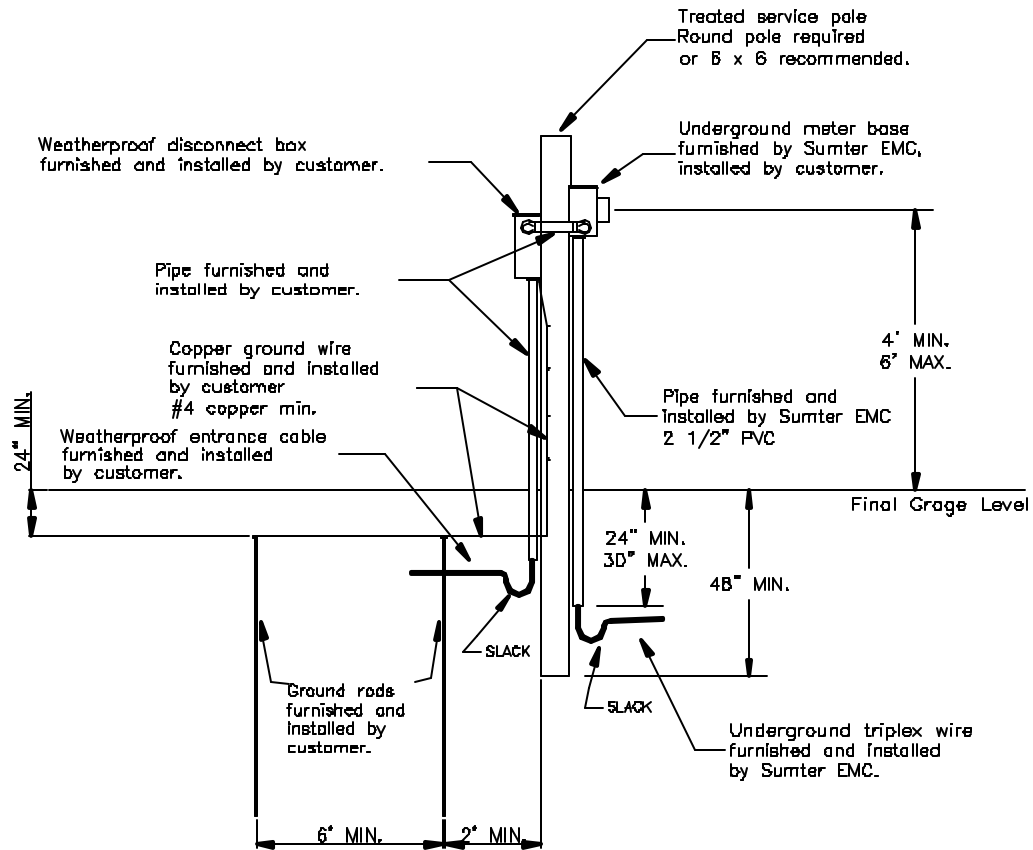 Treated service pole
Round pole required
or 6 x 6 recommended.
Weatherproof disconnect box
furnished and installed by customer.
Underground meter base
furnished by Sumter EMC,
installed by customer.
Pipe furnished and
installed by customer.
4' MIN.
6' MAX.
Copper ground wire
furnished and installed
by customer
#4 copper min.
Pipe furnished and
installed by Sumter EMC
2 1/2" PVC
24" MIN.
Weatherproof entrance cable
furnished and installed
by customer.
Final Grage Level
24" MIN.
30" MAX.
48" MIN.
SLACK
Ground rods
furnished and
installed by
customer.
SLACK
Underground triplex wire
furnished and installed
by Sumter EMC.
6' MIN.
2' MIN.